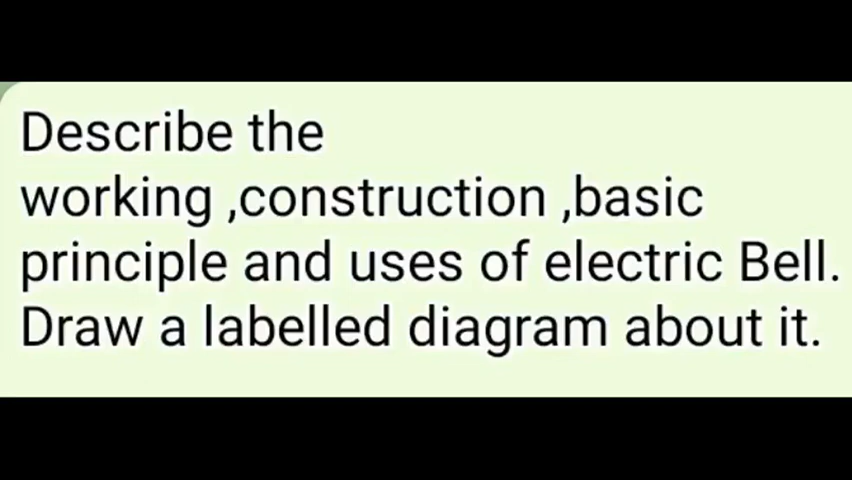 Describe the
working ,construction ,basic
principle and uses of electric Bell.
Draw a labelled diagram about it.